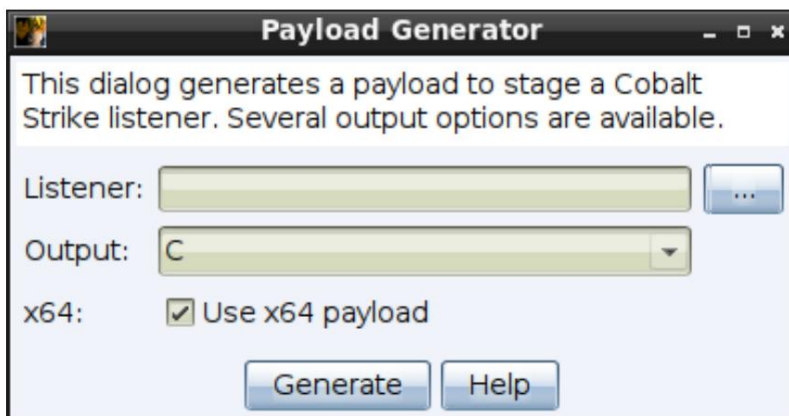 Payload Generator
This dialog generates a payload to stage a Cobalt
Strike listener. Several output options are available.
Listener: ...
Output: C
x64: Use x64 payload
Generate Help